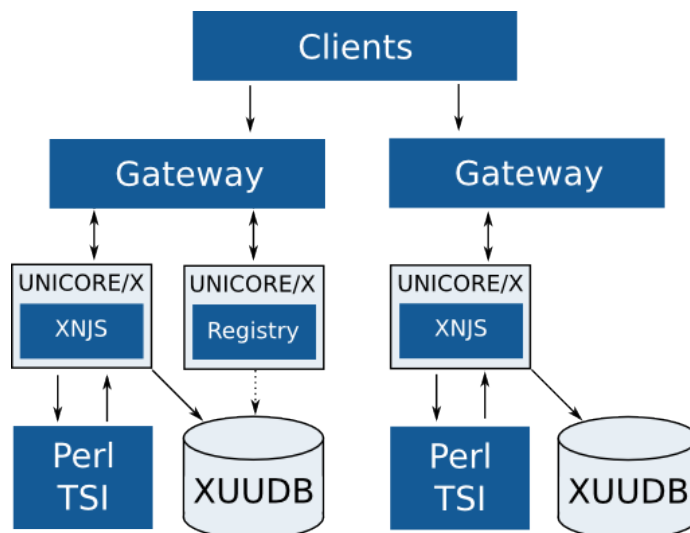 Clients
Gateway
Gateway
UNICORE/X
XNJS
UNICORE/X
Registry
UNICORE/X
XNJS
Perl
TSI
XUUDB
Perl
TSI
XUUDB